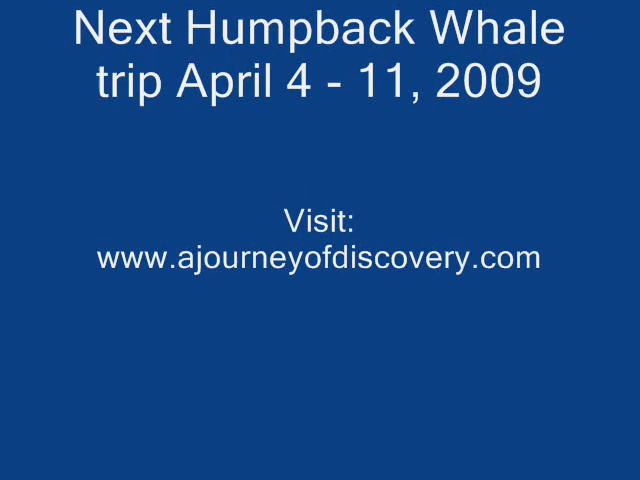 Next Humpback Whale
trip April 4 - 11, 2009
Visit:
www.ajourneyofdiscovery.com